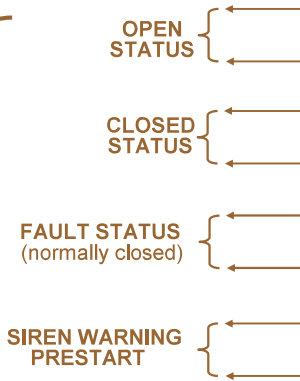 OPEN
STATUS
CLOSED
STATUS
FAULT STATUS
(normally closed)
SIREN WARNING
PRESTART